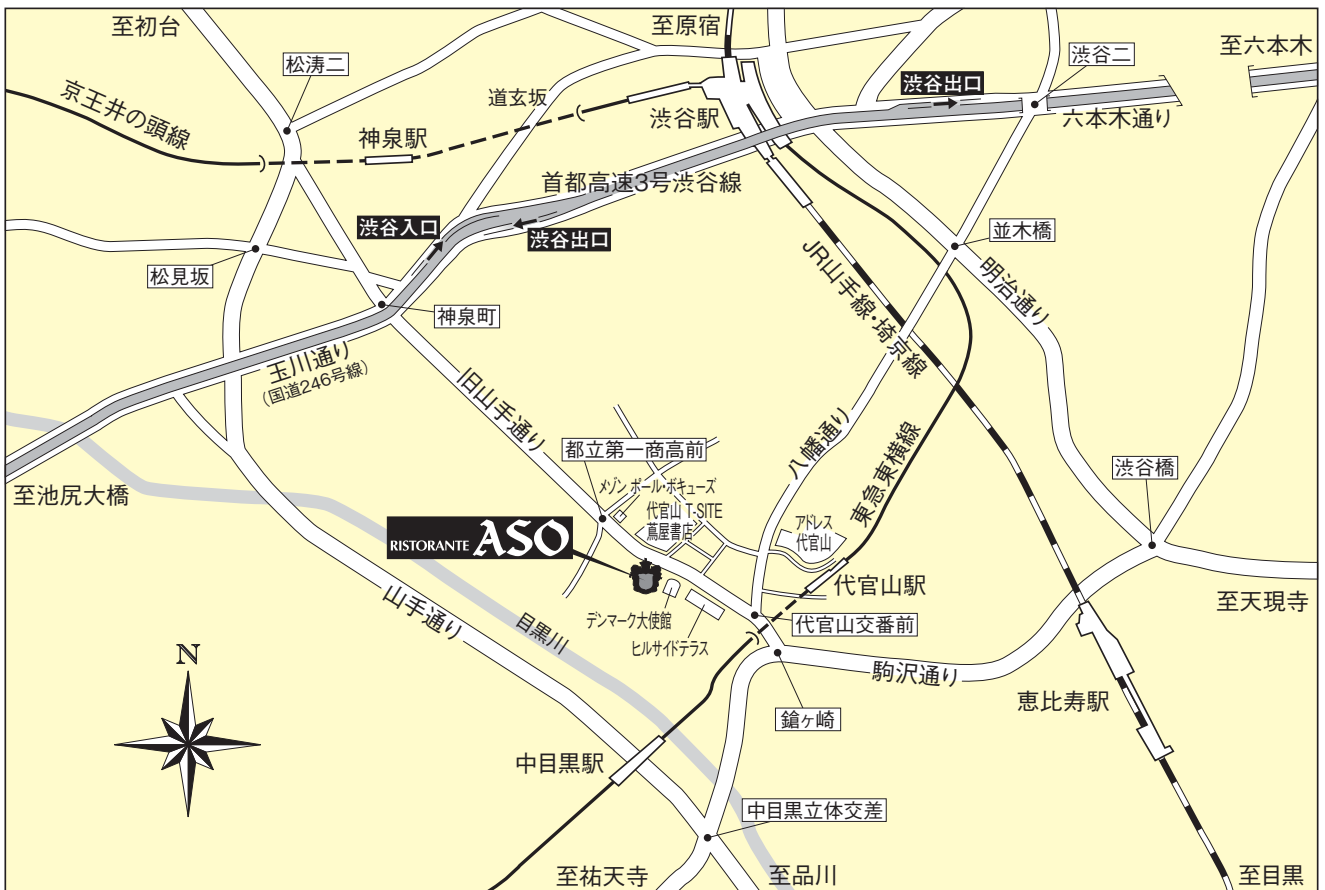 至初台
至原宿
至六本木
松涛二
渋谷二
渋谷出口
京王井の頭線
道玄坂
渋谷駅
六本木通り
神泉駅
首都高速3号渋谷線
渋谷入口
渋谷出口
並木橋
松見坂
JR山手線・埼京線
明治通り
神泉町
玉川通り
(国道246号線)
旧山手通り
八幡通り
都立第一商高前
東急東横線
渋谷橋
至池尻大橋
メゾン ポール・ボキューズ
代官山 T-SITE
蔦屋書店
アドレス
代官山
RISTORANTE ASO
代官山駅
山手通り
目黒川
デンマーク大使館
ヒルサイドテラス
代官山交番前
至天現寺
N
駒沢通り
恵比寿駅
鎗ヶ崎
中目黒駅
中目黒立体交差
至祐天寺
至品川
至目黒